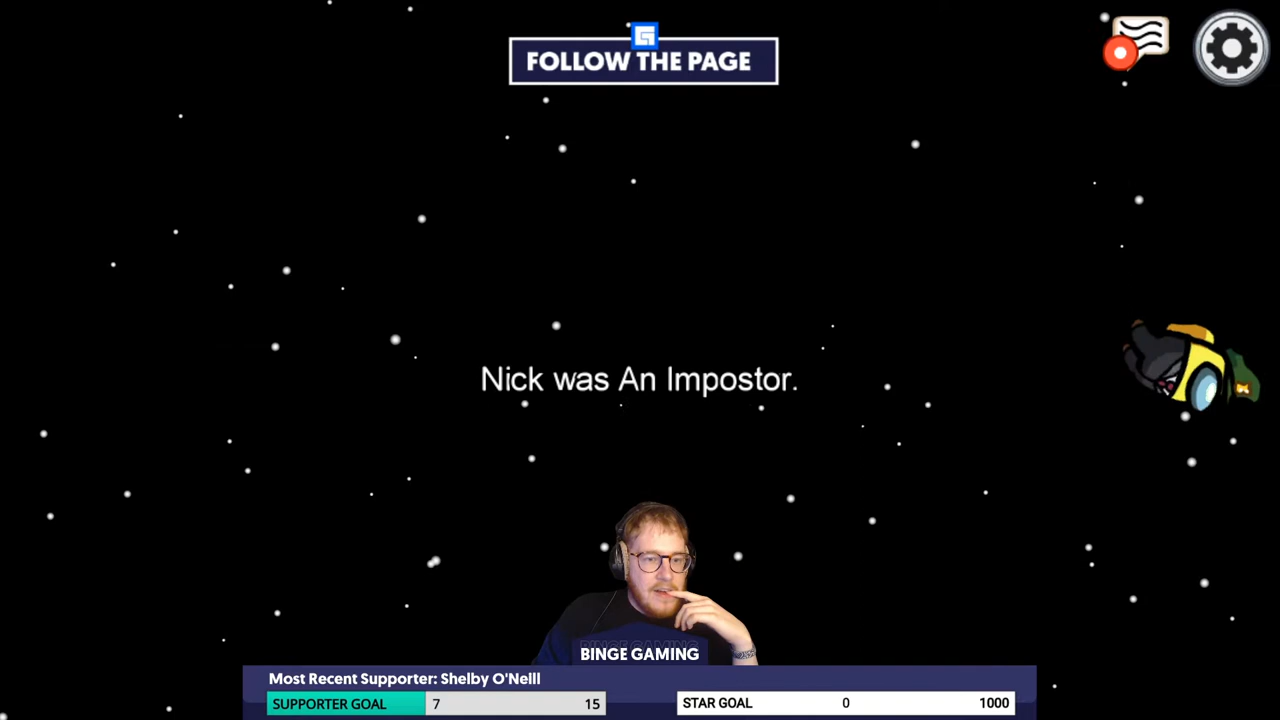 FOLLOW THE PAGE
Nick was An Impostor.
BINGE GAMING
Most Recent Supporter: Shelby O'Neill
SUPPORTER GOAL 7 15
STAR GOAL 0 1000